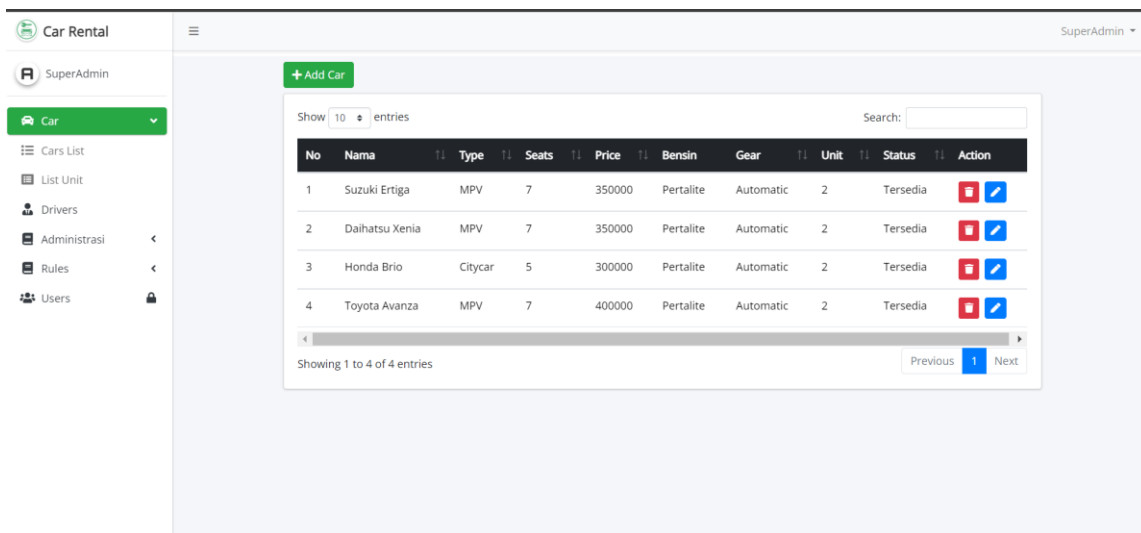 Car Rental
SuperAdmin
SuperAdmin
Car
Cars List
List Unit
Drivers
Administrasi
Rules
Users
Add Car
Show 10 entries
Search:
No Nama Type Seats Price Bensin Gear Unit Status Action
1 Suzuki Ertiga MPV 7 350000 Pertalite Automatic 2 Tersedia
2 Daihatsu Xenia MPV 7 350000 Pertalite Automatic 2 Tersedia
3 Honda Brio Citycar 5 300000 Pertalite Automatic 2 Tersedia
4 Toyota Avanza MPV 7 400000 Pertalite Automatic 2 Tersedia
Showing 1 to 4 of 4 entries
Previous 1 Next